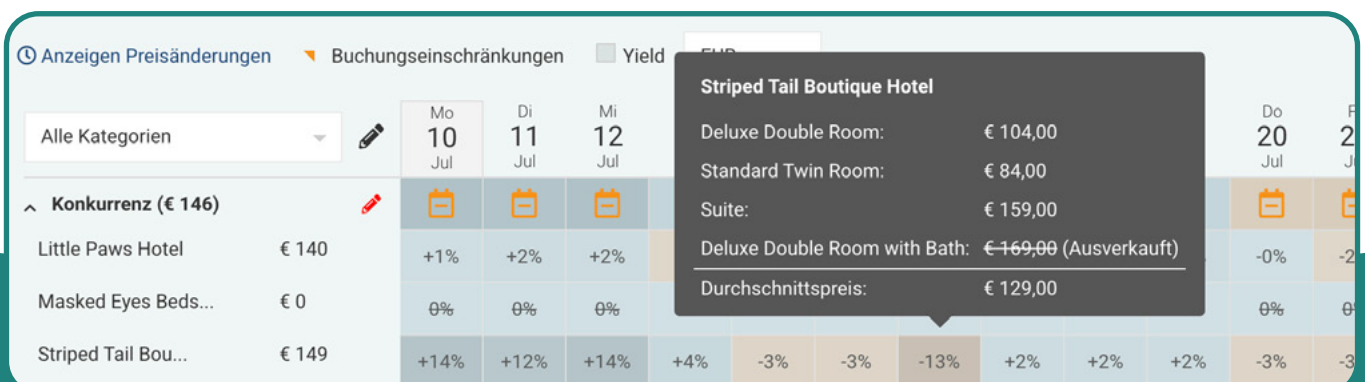 Anzeigen Preisänderungen Buchungseinschränkungen Yield
Striped Tail Boutique Hotel
Alle Kategorien
Mo Di Mi Do
10 11 12 20
Jul Jul Jul Jul
Deluxe Double Room: € 104,00
Standard Twin Room: € 84,00
Suite: € 159,00
Deluxe Double Room with Bath: € 169,00 (Ausverkauft)
Durchschnittspreis: € 129,00
Konkurrenz (€ 146)
Little Paws Hotel € 140 +1% +2% +2% -0%
Masked Eyes Beds... € 0 0% 0% 0% 0%
Striped Tail Bou... € 149 +14% +12% +14% +4% -3% -3% -13% +2% +2% +2% -3%